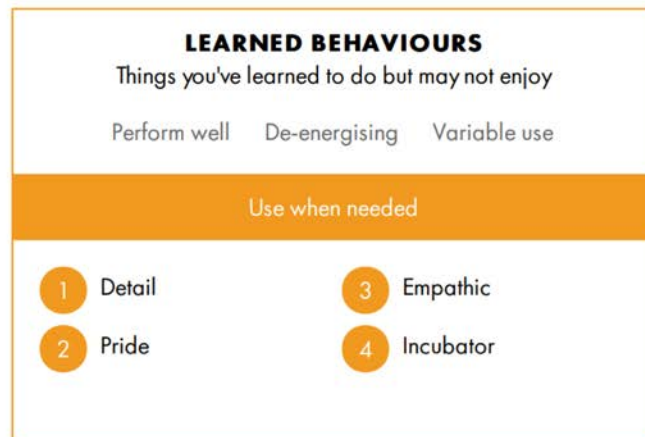 LEARNED BEHAVIOURS
Things you've learned to do but may not enjoy
Perform well De-energising Variable use
Use when needed
1 Detail
2 Pride
3 Empathic
4 Incubator